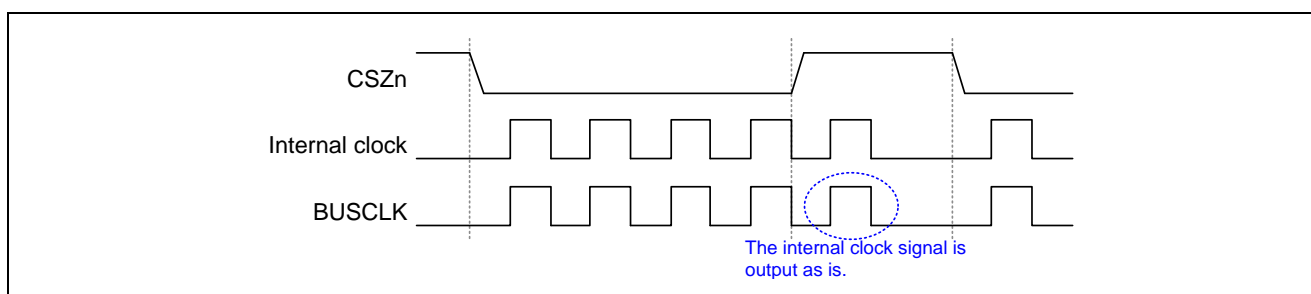 CSZn
Internal clock
BUSCLK
The internal clock signal is
output as is.